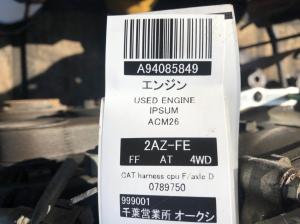 A94085849
エンジン
USED ENGINE
IPSUM
ACM26
2AZ-FE
FF AT 4WD
CAT harness cpu F/axle D
0789750
999001
千葉営業所 オークシ